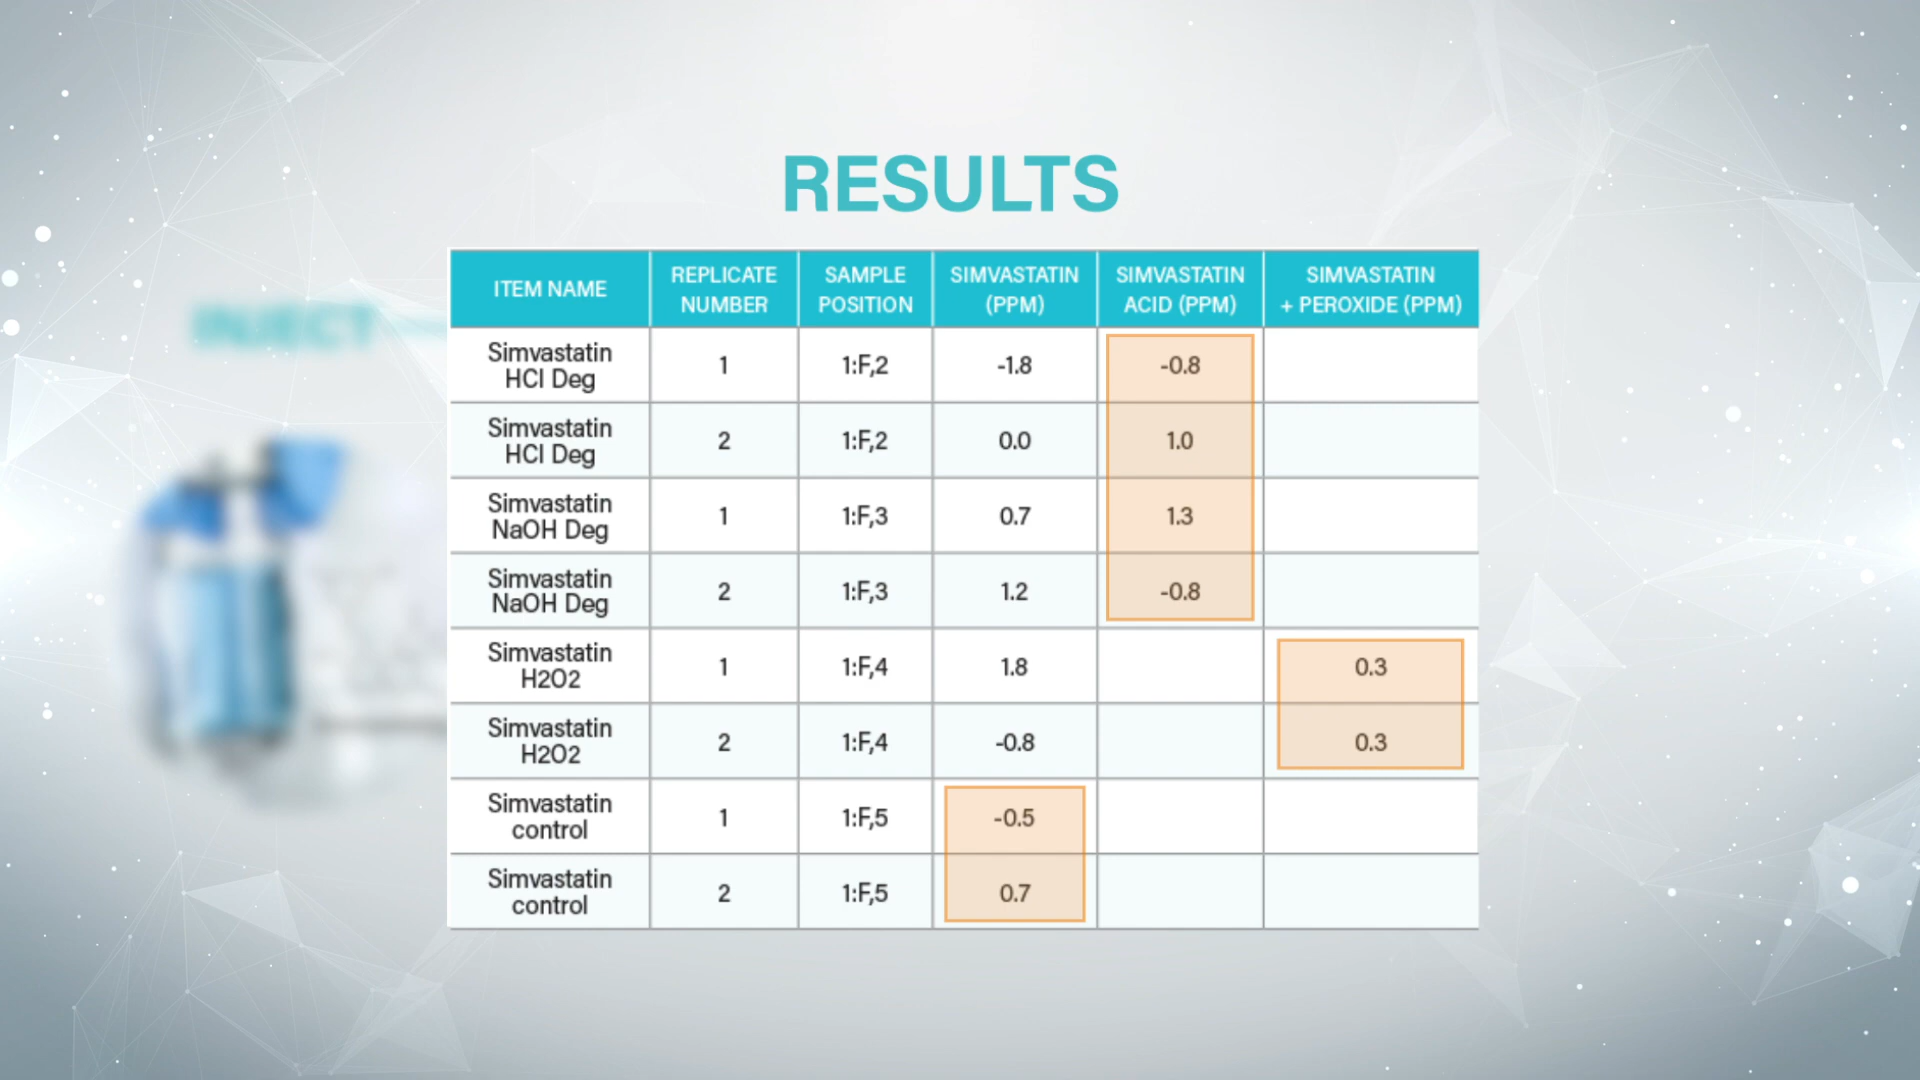 RESULTS
INJECT
ITEM NAME
REPLICATE
NUMBER
SAMPLE
POSITION
SIMVASTATIN
(PPM)
SIMVASTATIN
ACID (PPM)
SIMVASTATIN
+ PEROXIDE (PPM)
Simvastatin
HCl Deg
1
1:F,2
-1.8
-0.8
Simvastatin
HCl Deg
2
1:F,2
0.0
1.0
Simvastatin
NaOH Deg
1
1:F,3
0.7
1.3
Simvastatin
NaOH Deg
2
1:F,3
1.2
-0.8
Simvastatin
H2O2
1
1:F,4
1.8
0.3
Simvastatin
H2O2
2
1:F,4
-0.8
0.3
Simvastatin
control
1
1:F,5
-0.5
Simvastatin
control
2
1:F,5
0.7